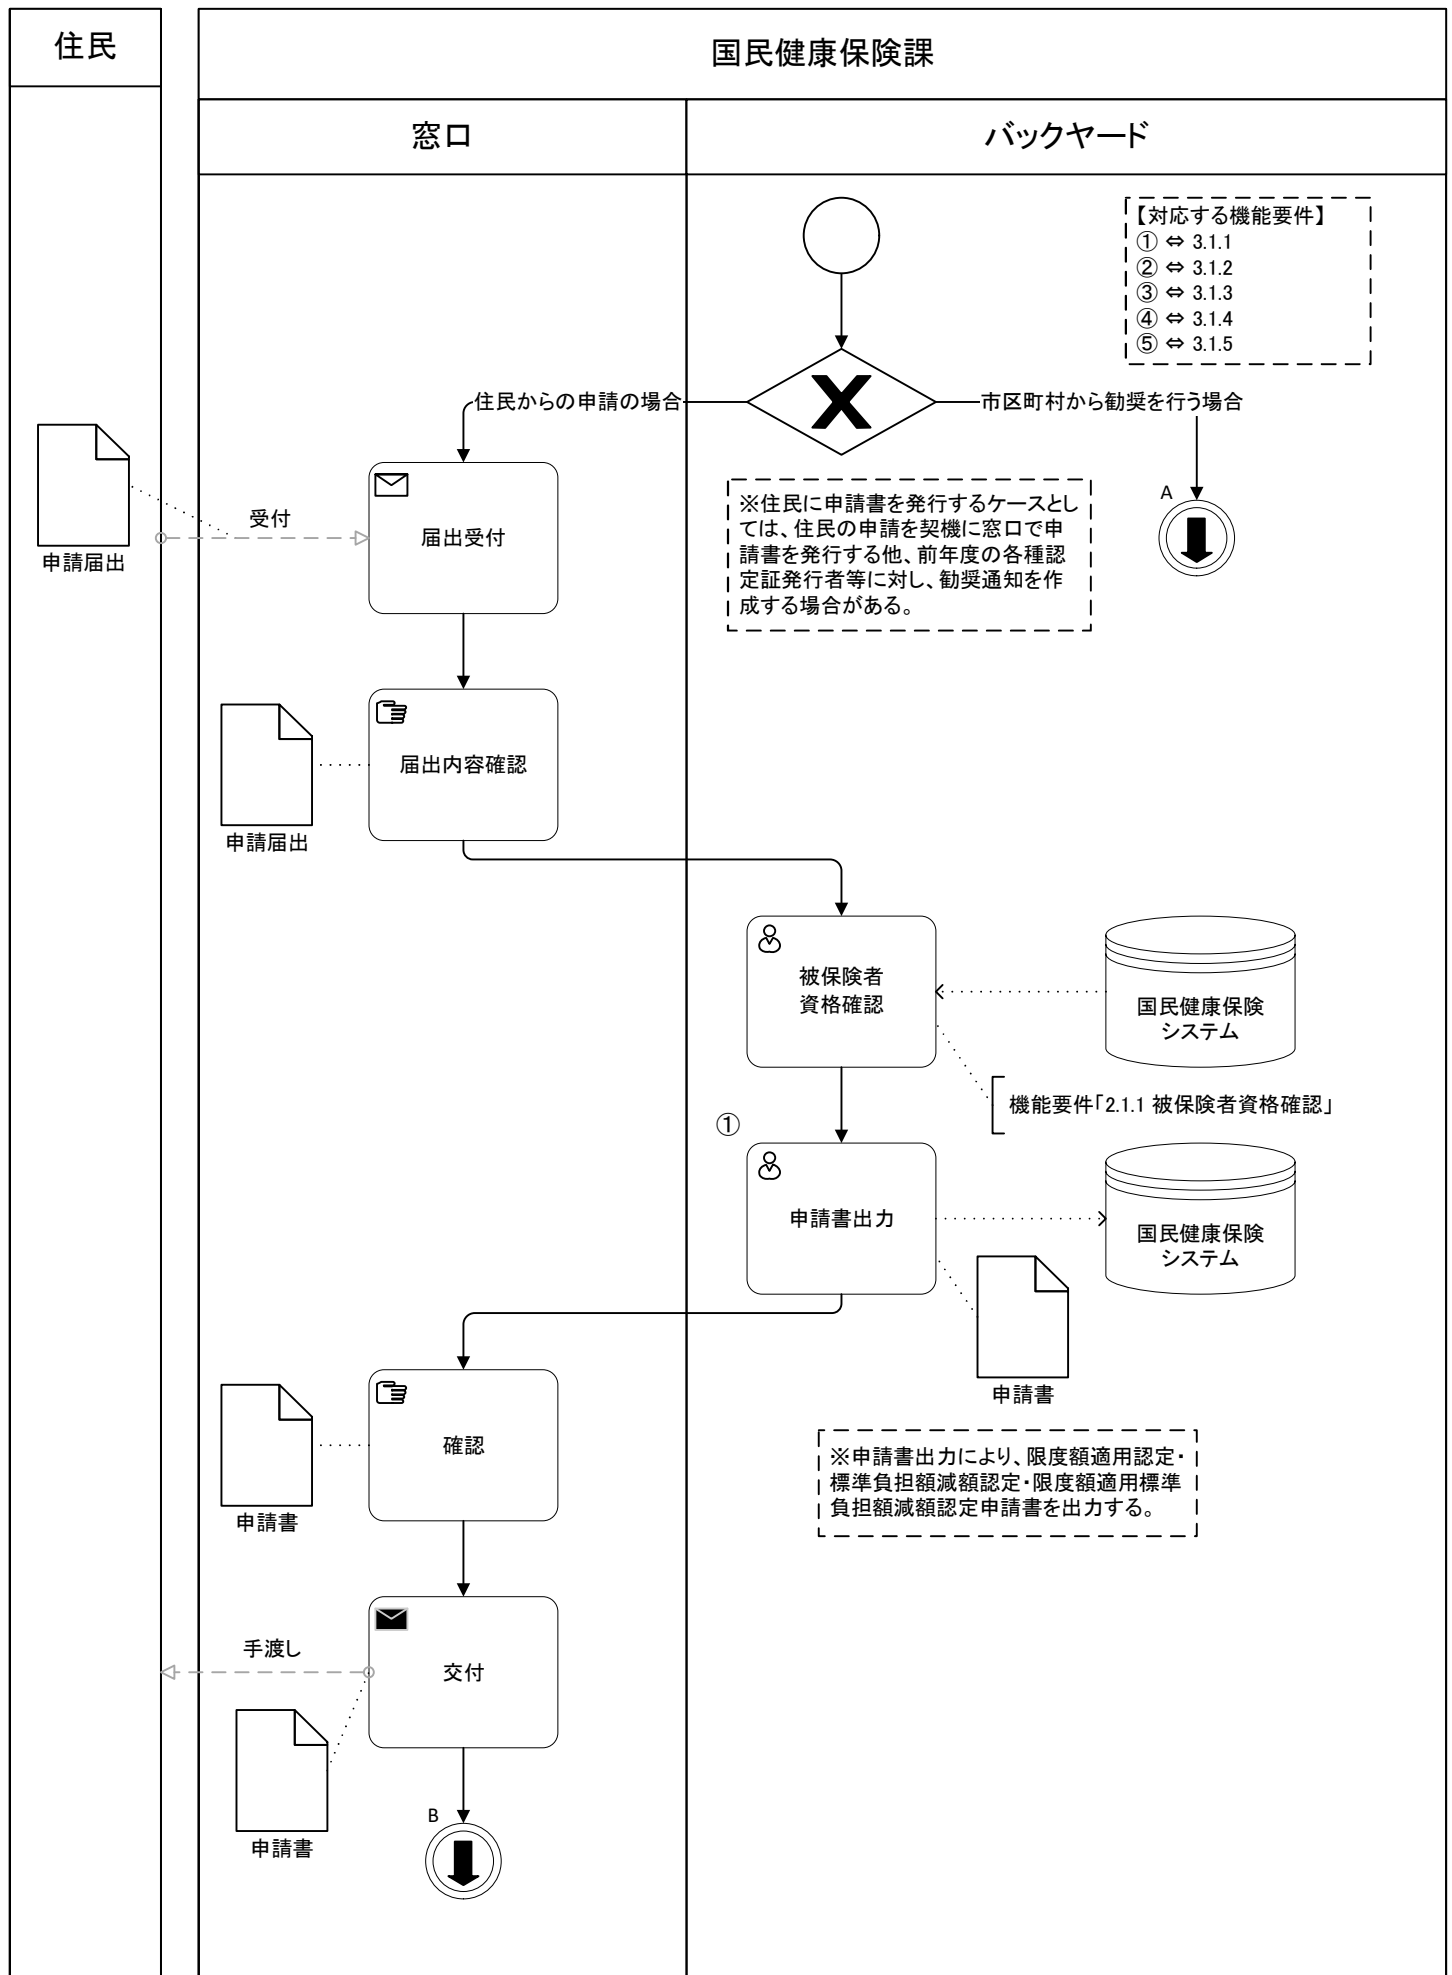 住民
国民健康保険課
窓口
バックヤード
【対応する機能要件】
① ⇔ 3.1.1
② ⇔ 3.1.2
③ ⇔ 3.1.3
④ ⇔ 3.1.4
⑤ ⇔ 3.1.5
住民からの申請の場合
市区町村から勧奨を行う場合
A
※住民に申請書を発行するケースとし
ては、住民の申請を契機に窓口で申
請書を発行する他、前年度の各種認
定証発行者等に対し、勧奨通知を作
成する場合がある。
受付
届出受付
申請届出
届出内容確認
申請届出
被保険者
資格確認
国民健康保険
システム
機能要件「2.1.1 被保険者資格確認」
①
申請書出力
国民健康保険
システム
申請書
※申請書出力により、限度額適用認定・
標準負担額減額認定・限度額適用標準
負担額減額認定申請書を出力する。
確認
申請書
手渡し
交付
申請書
B